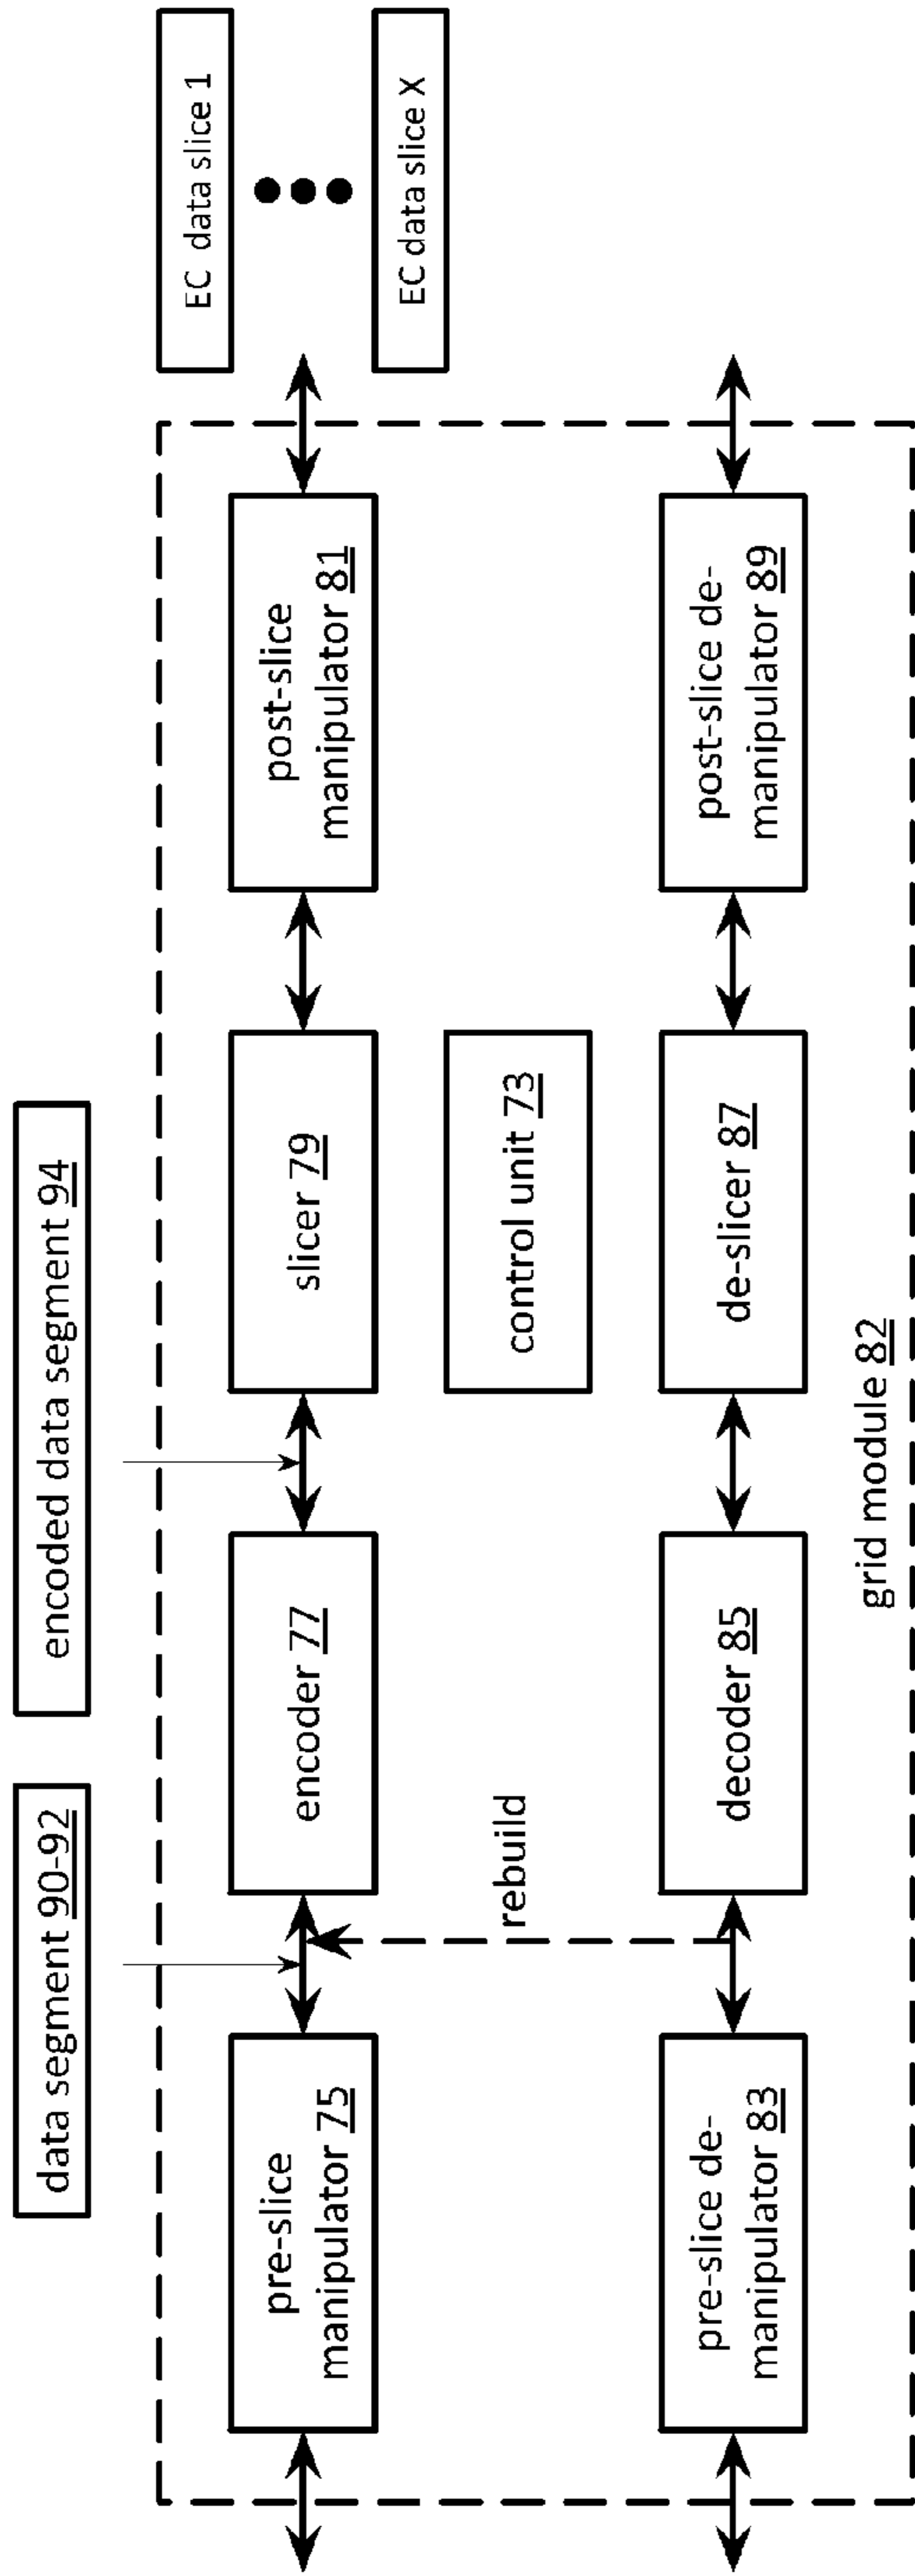 data segment 90-92
encoded data segment 94
EC data slice 1
EC data slice X
pre-slice
manipulator 75
encoder 77
slicer 79
post-slice
manipulator 81
rebuild
control unit 73
pre-slice de-
manipulator 83
decoder 85
de-slicer 87
post-slice de-
manipulator 89
grid module 82